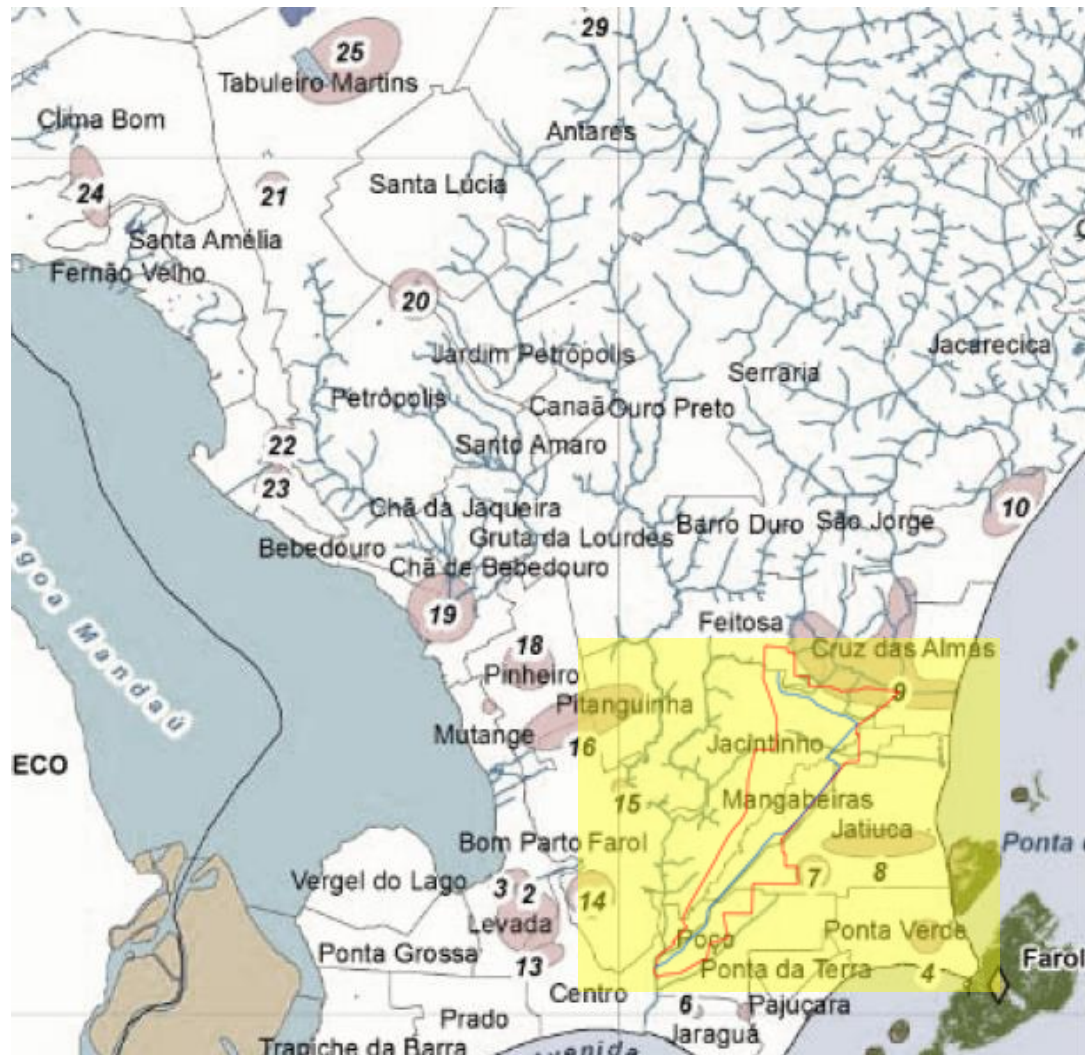 29
25
Tabuleiro Martins
Clima Bom
Antares
24
21
Santa Lúcia
Santa Amélia
Fernão Velho
20
Jardim Petrópolis
Jacarecica
Serraria
Petrópolis
Canaã
Ouro Preto
22
Santo Amaro
23
10
Chã da Jaqueira
Barro Duro
São Jorge
Gruta da Lourdes
Bebedouro
Chã de Bebedouro
19
Feitosa
18
Cruz das Almas
Pinheiro
9
Pitanguinha
Lagoa Mandaú
Mutange
16
Jacintinho
ECO
15
Mangabeiras
Jatiuca
Bom Parto
Farol
Ponta
7
8
Vergel do Lago
3
2
14
Levada
Poço
Ponta Verde
Ponta Grossa
13
Farol
Ponta da Terra
4
Centro
6
Pajuçara
Prado
Jaraguá
Trapiche da Barra